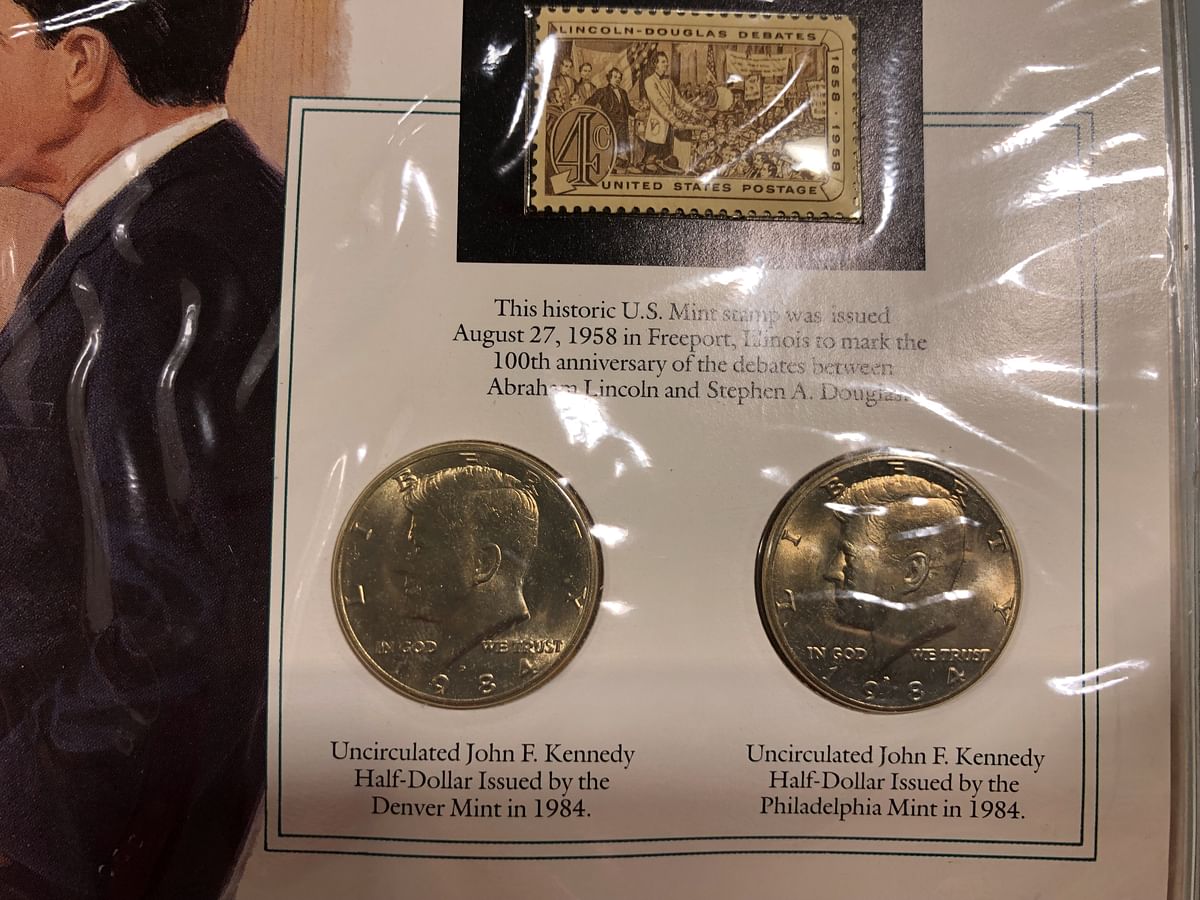 LINCOLN-DOUGLAS DEBATES
1858 · 1958
4c
UNITED STATES POSTAGE
This historic U.S. Mint stamp was issued
August 27, 1958 in Freeport, Illinois to mark the
100th anniversary of the debates between
Abraham Lincoln and Stephen A. Douglas.
LIBERTY
IN GOD WE TRUST
1984
LIBERTY
IN GOD WE TRUST
1984
Uncirculated John F. Kennedy
Half-Dollar Issued by the
Denver Mint in 1984.
Uncirculated John F. Kennedy
Half-Dollar Issued by the
Philadelphia Mint in 1984.